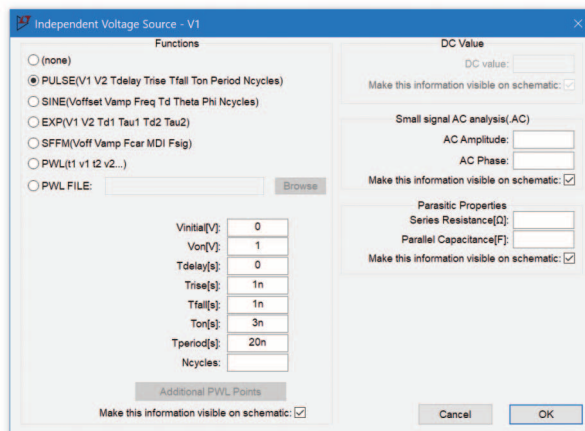 Independent Voltage Source - V1
Functions
(none)
PULSE(V1 V2 Tdelay Trise Tfall Ton Period Ncycles)
SINE(Voffset Vamp Freq Td Theta Phi Ncycles)
EXP(V1 V2 Td1 Tau1 Td2 Tau2)
SFFM(Voff Vamp Fcar MDI Fsig)
PWL(t1 v1 t2 v2...)
PWL FILE: Browse
Vinitial[V]: 0
Von[V]: 1
Tdelay[s]: 0
Trise[s]: 1n
Tfall[s]: 1n
Ton[s]: 3n
Tperiod[s]: 20n
Ncycles:
Additional PWL Points
Make this information visible on schematic:
DC Value
DC value:
Make this information visible on schematic:
Small signal AC analysis(.AC)
AC Amplitude:
AC Phase:
Make this information visible on schematic:
Parasitic Properties
Series Resistance[Ω]:
Parallel Capacitance[F]:
Make this information visible on schematic:
Cancel OK